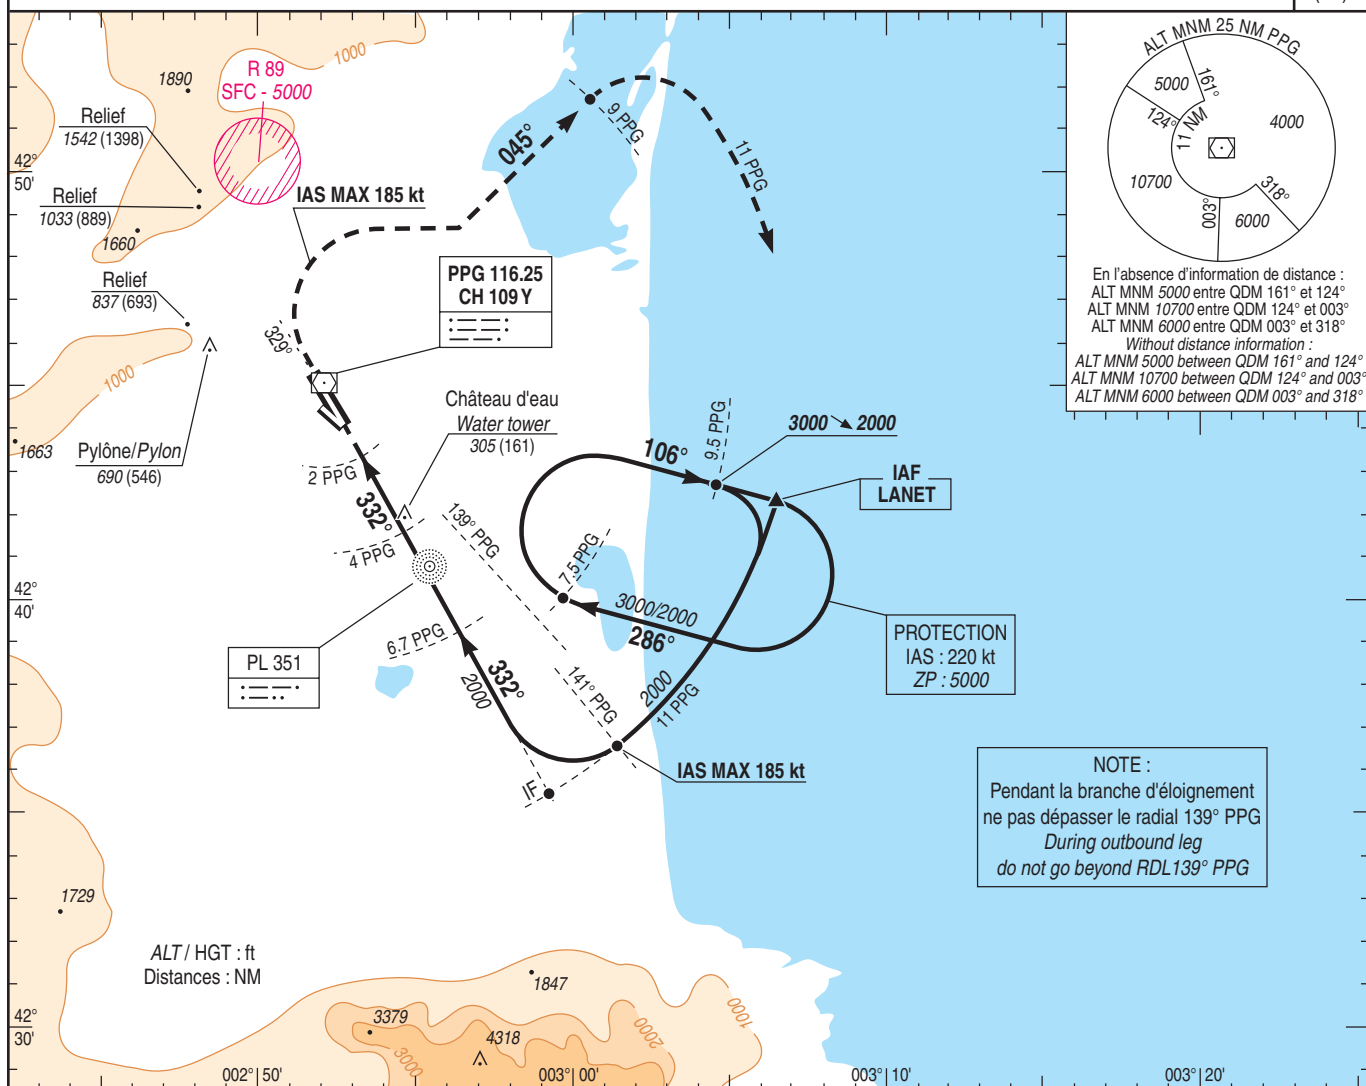 1000
1890
R 89
SFC - 5000
Relief
1542 (1398)
42°
50'
Relief
1033 (889)
1660
Relief
837 (693)
1000
1663
Pylône/Pylon
690 (546)
IAS MAX 185 kt
045°
9 PPG
11 PPG
PPG 116.25
CH 109 Y
329°
Château d'eau
Water tower
305 (161)
2 PPG
332°
4 PPG
139° PPG
106°
9.5 PPG
3000 2000
IAF
LANET
7.5 PPG
3000/2000
286°
42°
40'
6.7 PPG
PL 351
332°
2000
141° PPG
2000
11 PPG
IAS MAX 185 kt
IF
PROTECTION
IAS : 220 kt
ZP : 5000
NOTE :
Pendant la branche d'éloignement
ne pas dépasser le radial 139° PPG
During outbound leg
do not go beyond RDL139° PPG
ALT MNM 25 NM PPG
5000
161°
124°
11 NM
4000
10700
318°
003°
6000
En l'absence d'information de distance :
ALT MNM 5000 entre QDM 161° et 124°
ALT MNM 10700 entre QDM 124° et 003°
ALT MNM 6000 entre QDM 003° et 318°
Without distance information :
ALT MNM 5000 between QDM 161° and 124°
ALT MNM 10700 between QDM 124° and 003°
ALT MNM 6000 between QDM 003° and 318°
1729
ALT / HGT : ft
Distances : NM
1847
3379
4318
3000
2000
1000
42°
30'
002° 50'
003° 00'
003° 10'
003° 20'